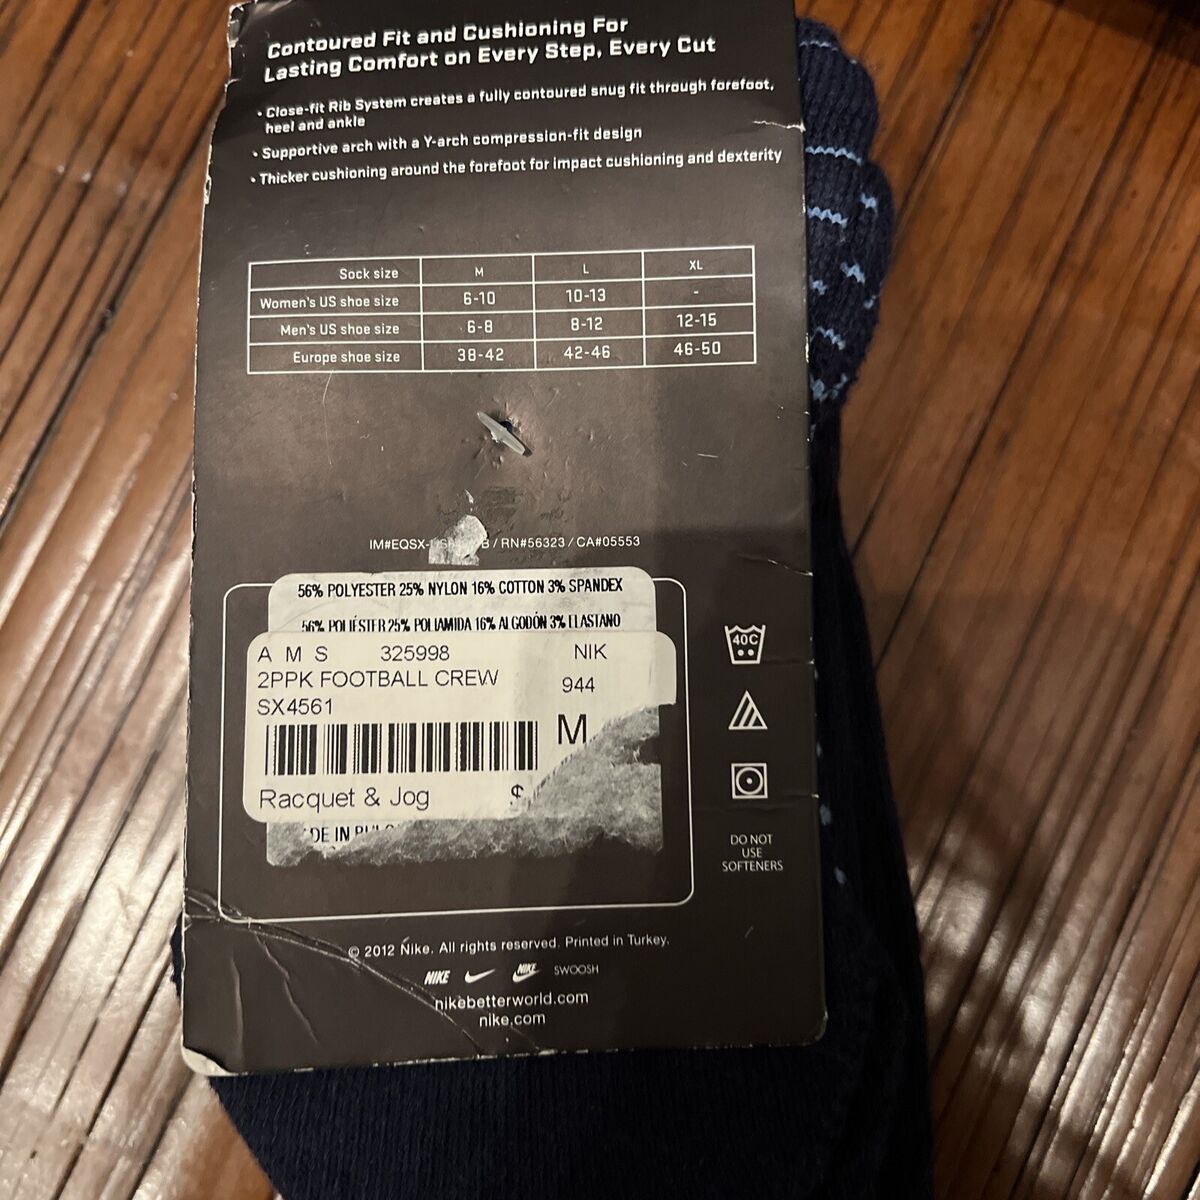 Contoured Fit and Cushioning For
Lasting Comfort on Every Step, Every Cut
• Close-fit Rib System creates a fully contoured snug fit through forefoot,
heel and ankle
• Supportive arch with a Y-arch compression-fit design
• Thicker cushioning around the forefoot for impact cushioning and dexterity
Sock size M L XL
Women's US shoe size 6-10 10-13 -
Men's US shoe size 6-8 8-12 12-15
Europe shoe size 38-42 42-46 46-50
/ RN#56323 / CA#05553
56% POLYESTER 25% NYLON 16% COTTON 3% SPANDEX
56% POLIÉSTER 25% POLIAMIDA 16% ALGODÓN 3% ELASTANO
A M S 325998 NIK
2PPK FOOTBALL CREW 944
SX4561
M
Racquet & Jog $
IN
40C
DO NOT
USE
SOFTENERS
© 2012 Nike. All rights reserved. Printed in Turkey.
NIKE NIKE SWOOSH
nikebetterworld.com
nike.com